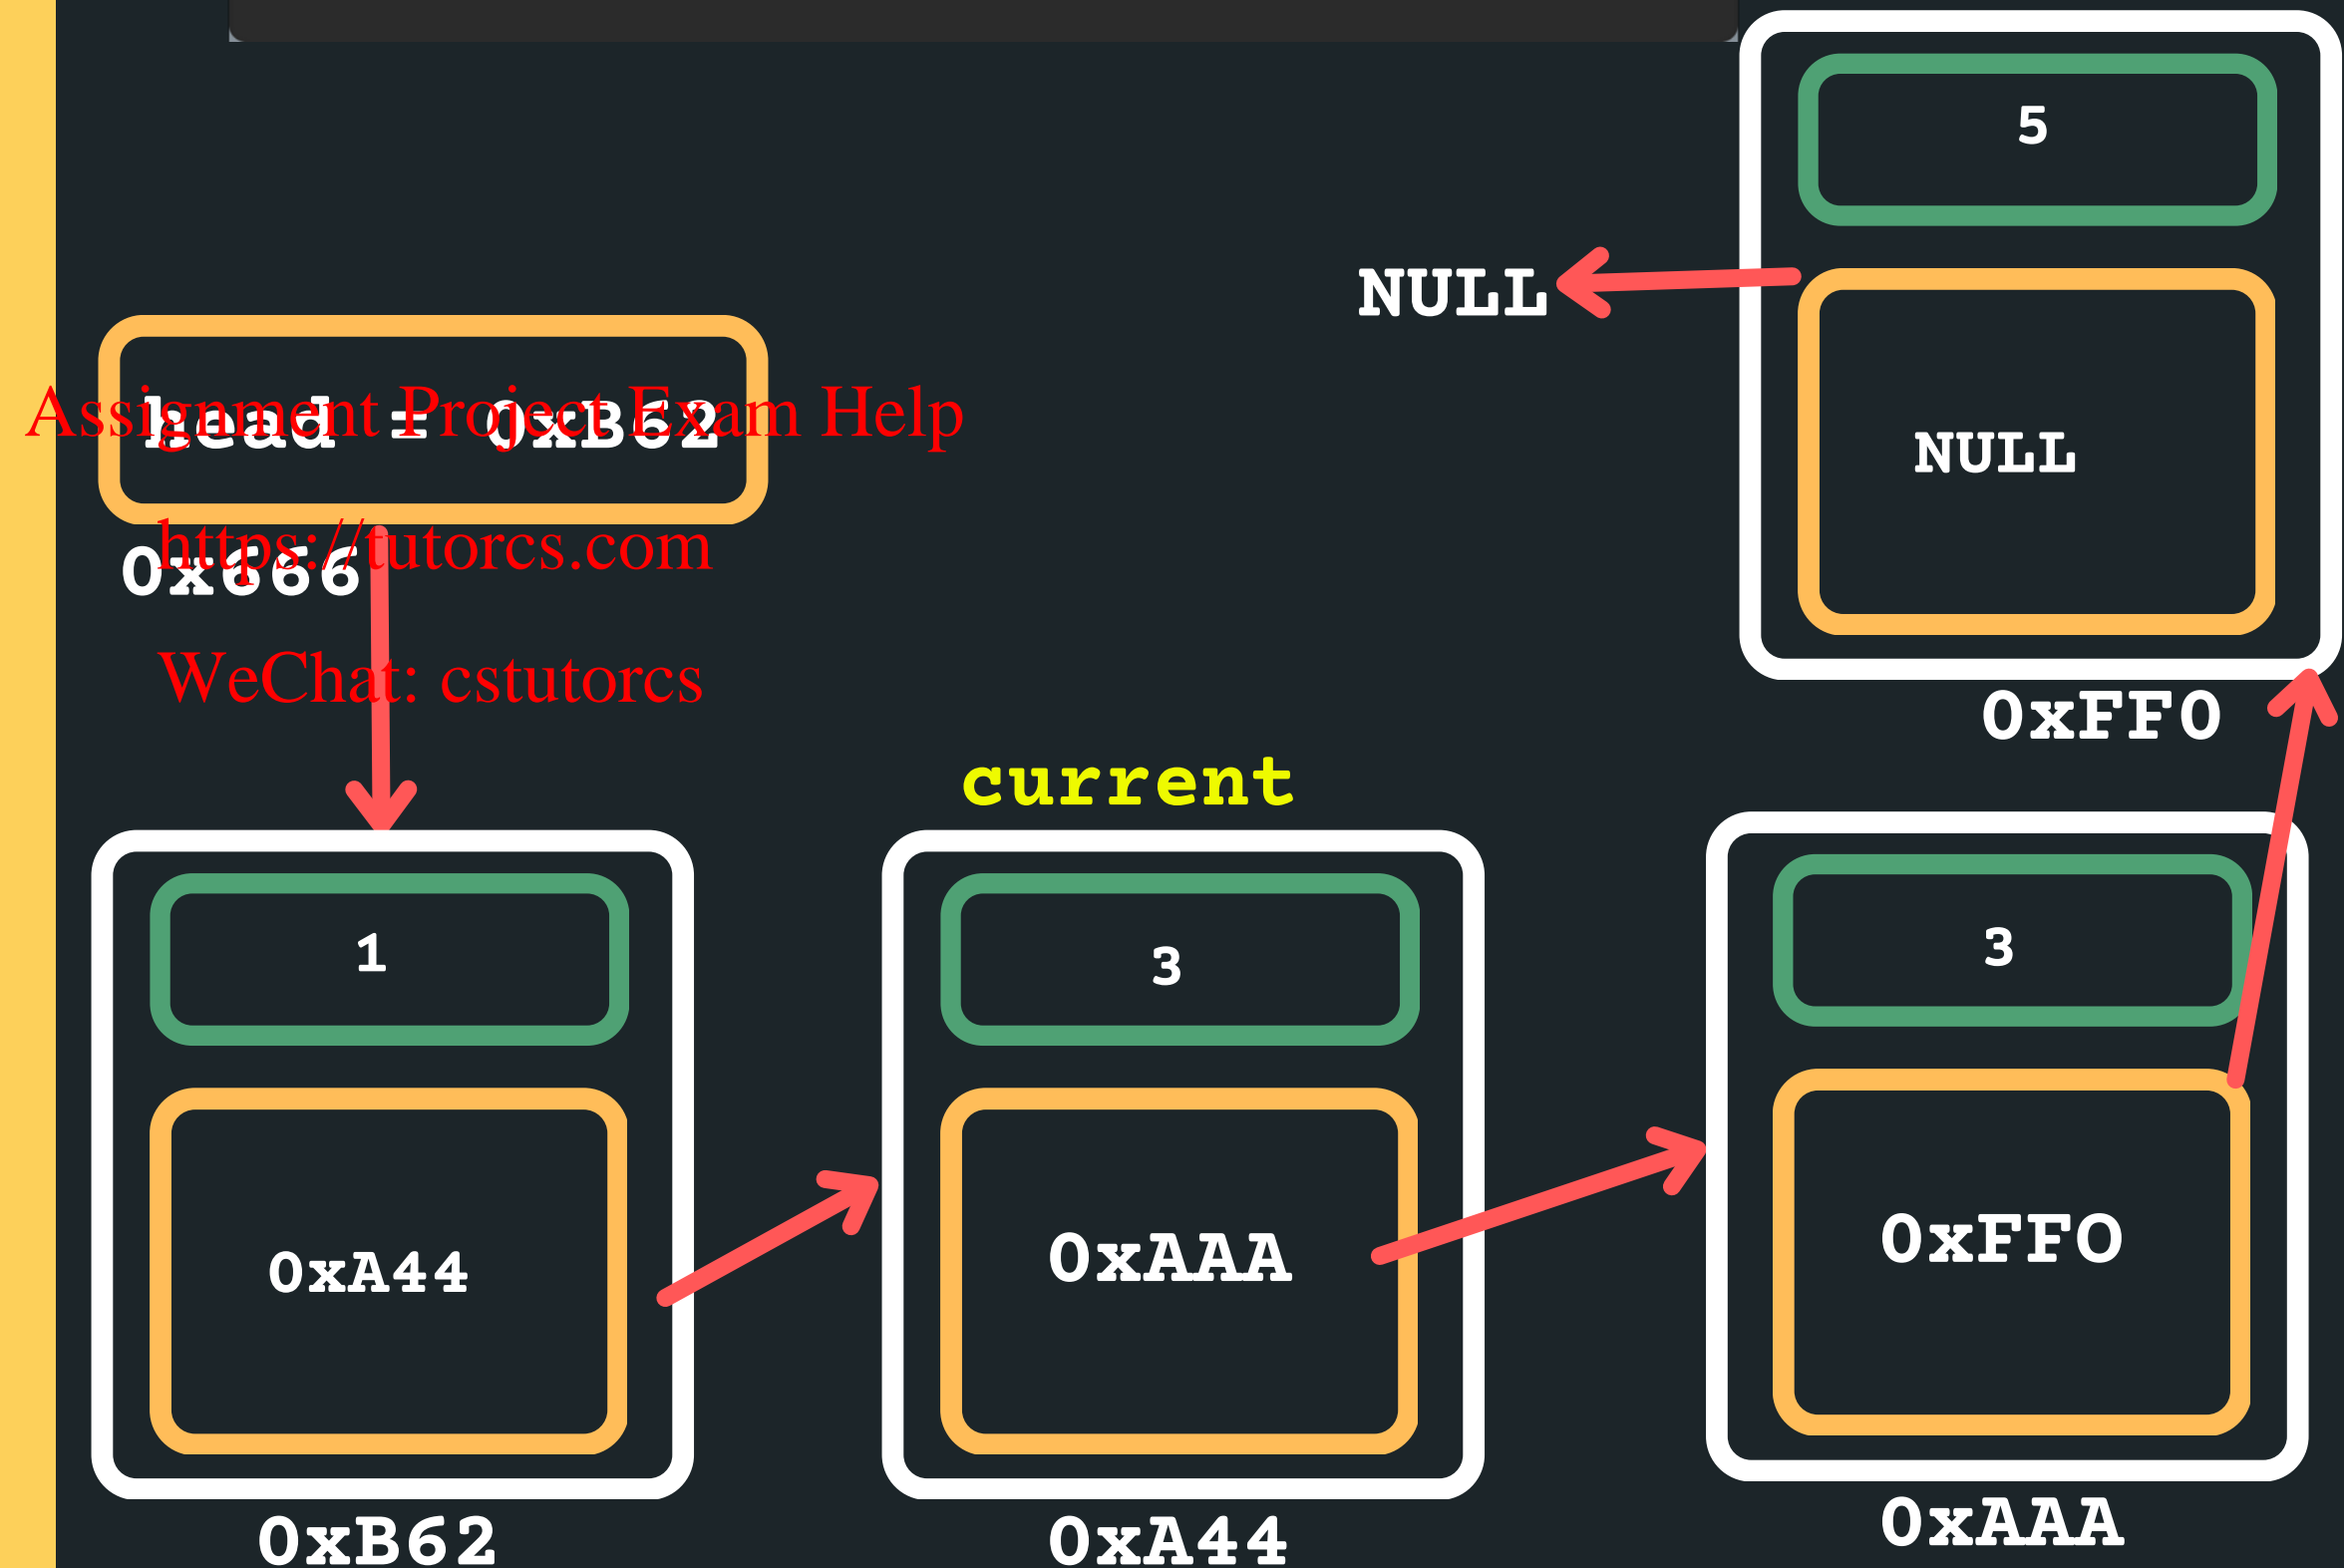 5
NULL
NULL
head = 0xB62
Assignment Project Exam Help
0x666
https://tutorcs.com
WeChat: cstutorcs
0xFF0
current
1
3
3
0xA44
0xAAA
0xFFO
0xB62
0xA44
0xAAA